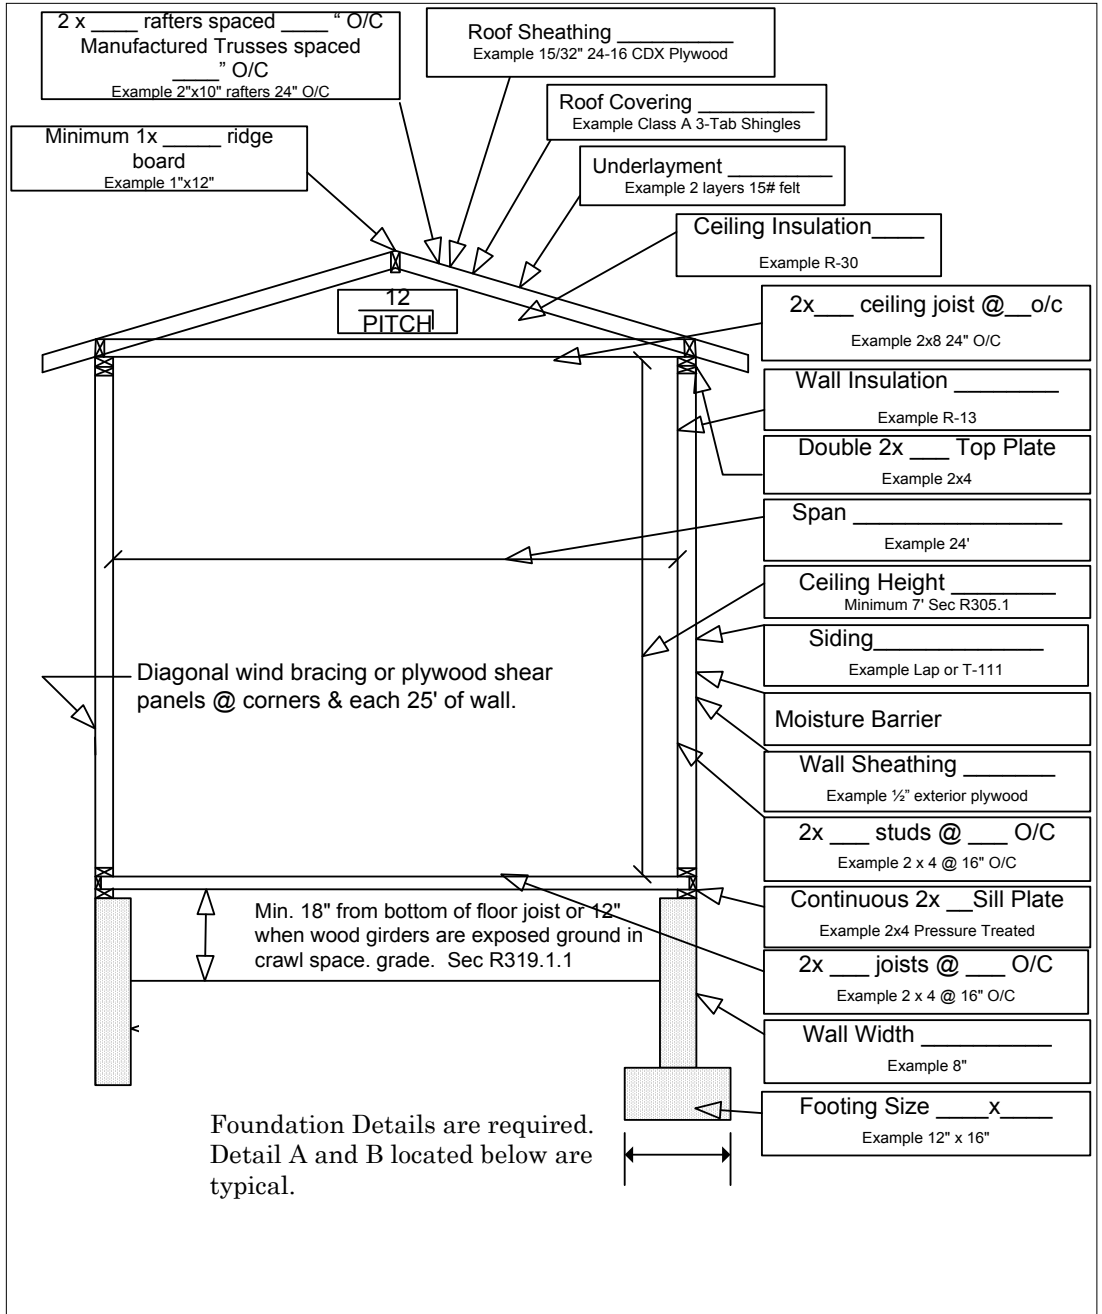 2 x ____ rafters spaced _____ “ O/C
Manufactured Trusses spaced
____” O/C
Example 2"x10" rafters 24" O/C
Roof Sheathing __________
Example 15/32" 24-16 CDX Plywood
Roof Covering __________
Example Class A 3-Tab Shingles
Minimum 1x _____ ridge
board
Example 1"x12"
Underlayment _________
Example 2 layers 15# felt
Ceiling Insulation____
Example R-30
12
PITCH
2x___ ceiling joist @__o/c
Example 2x8 24" O/C
Wall Insulation ________
Example R-13
Double 2x ___ Top Plate
Example 2x4
Span ________________
Example 24'
Ceiling Height ________
Minimum 7' Sec R305.1
Siding_____________
Example Lap or T-111
Diagonal wind bracing or plywood shear
panels @ corners & each 25' of wall.
Moisture Barrier
Wall Sheathing _______
Example ½” exterior plywood
2x ___ studs @ ___ O/C
Example 2 x 4 @ 16" O/C
Continuous 2x __Sill Plate
Example 2x4 Pressure Treated
Min. 18" from bottom of floor joist or 12"
when wood girders are exposed ground in
crawl space. grade.  Sec R319.1.1
2x ___ joists @ ___ O/C
Example 2 x 4 @ 16" O/C
Wall Width __________
Example 8"
Footing Size ____x____
Example 12" x 16"
Foundation Details are required.
Detail A and B located below are
typical.